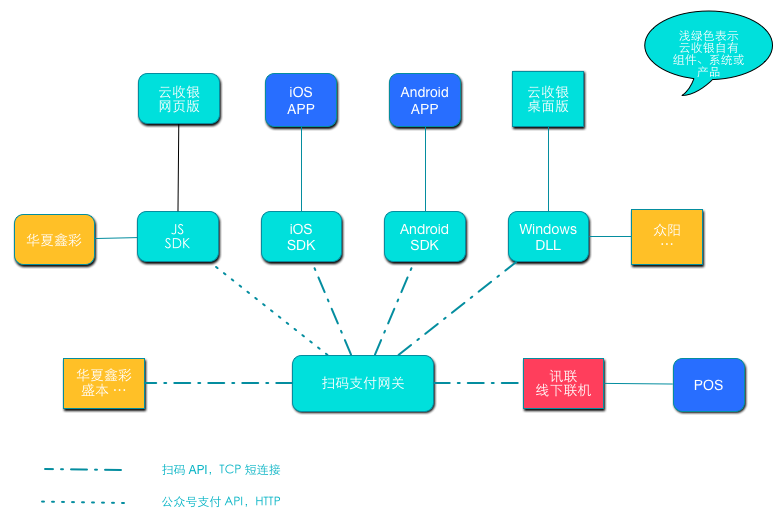 浅绿色表示
云收银自有
组件、系统或
产品
云收银
网页版
iOS
APP
Android
APP
云收银
桌面版
华夏鑫彩
JS
SDK
iOS
SDK
Android
SDK
Windows
DLL
众阳
...
华夏鑫彩
盛本 ...
扫码支付网关
讯联
线下联机
POS
扫码 API，TCP 短连接
公众号支付 API，HTTP